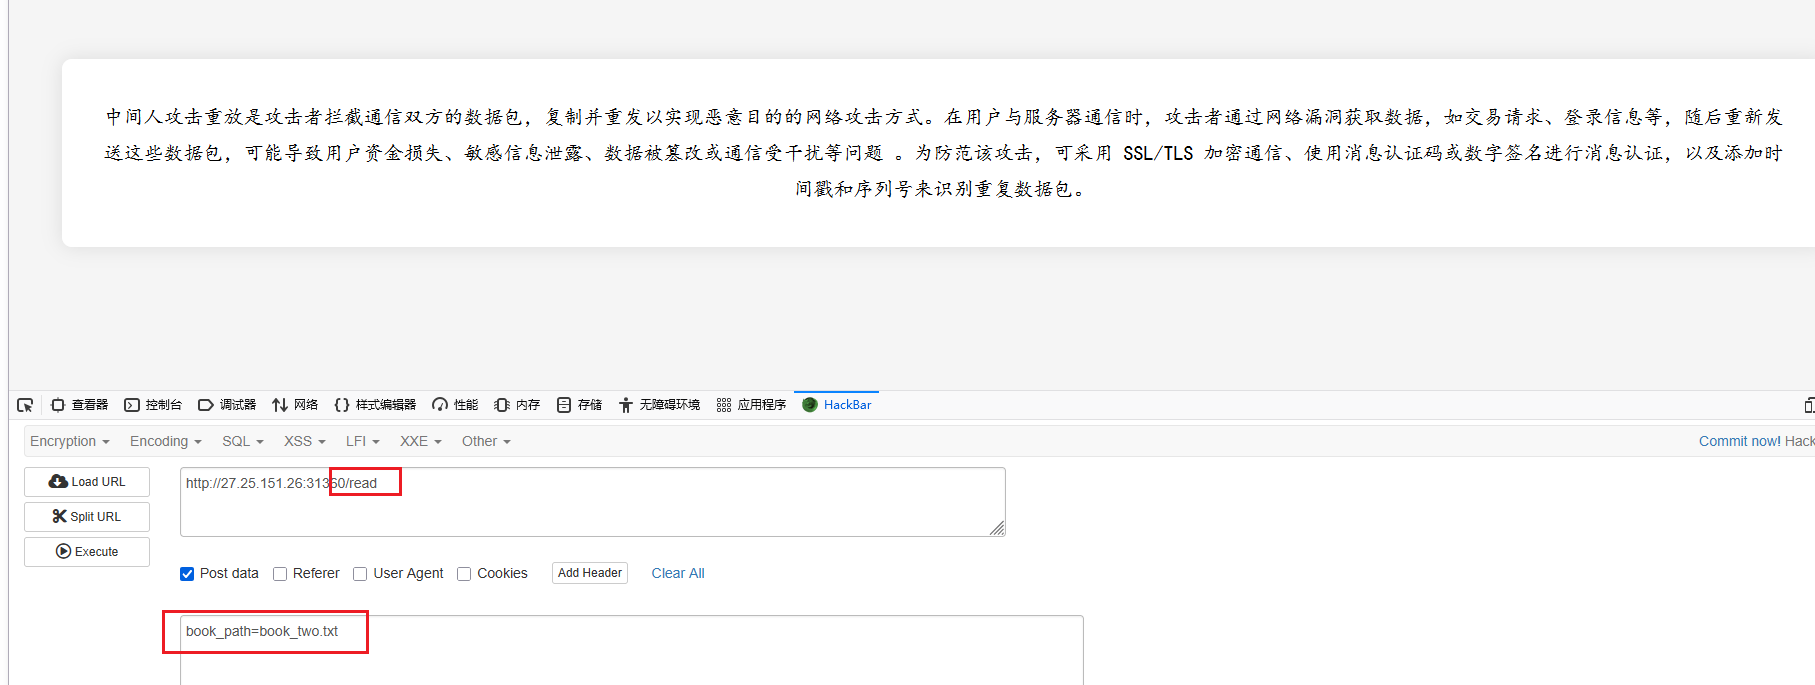 中间人攻击重放是攻击者拦截通信双方的数据包，复制并重发以实现恶意目的的网络攻击方式。在用户与服务器通信时，攻击者通过网络漏洞获取数据，如交易请求、登录信息等，随后重新发
送这些数据包，可能导致用户资金损失、敏感信息泄露、数据被篡改或通信受干扰等问题 。为防范该攻击，可采用 SSL/TLS 加密通信、使用消息认证码或数字签名进行消息认证，以及添加时
间戳和序列号来识别重复数据包。
查看器 控制台 调试器 网络 样式编辑器 性能 内存 存储 无障碍环境 应用程序 HackBar
Encryption Encoding SQL XSS LFI XXE Other Commit now! Hack
Load URL http://27.25.151.26:31360/read
Split URL
Execute
Post data Referer User Agent Cookies Add Header Clear All
book_path=book_two.txt